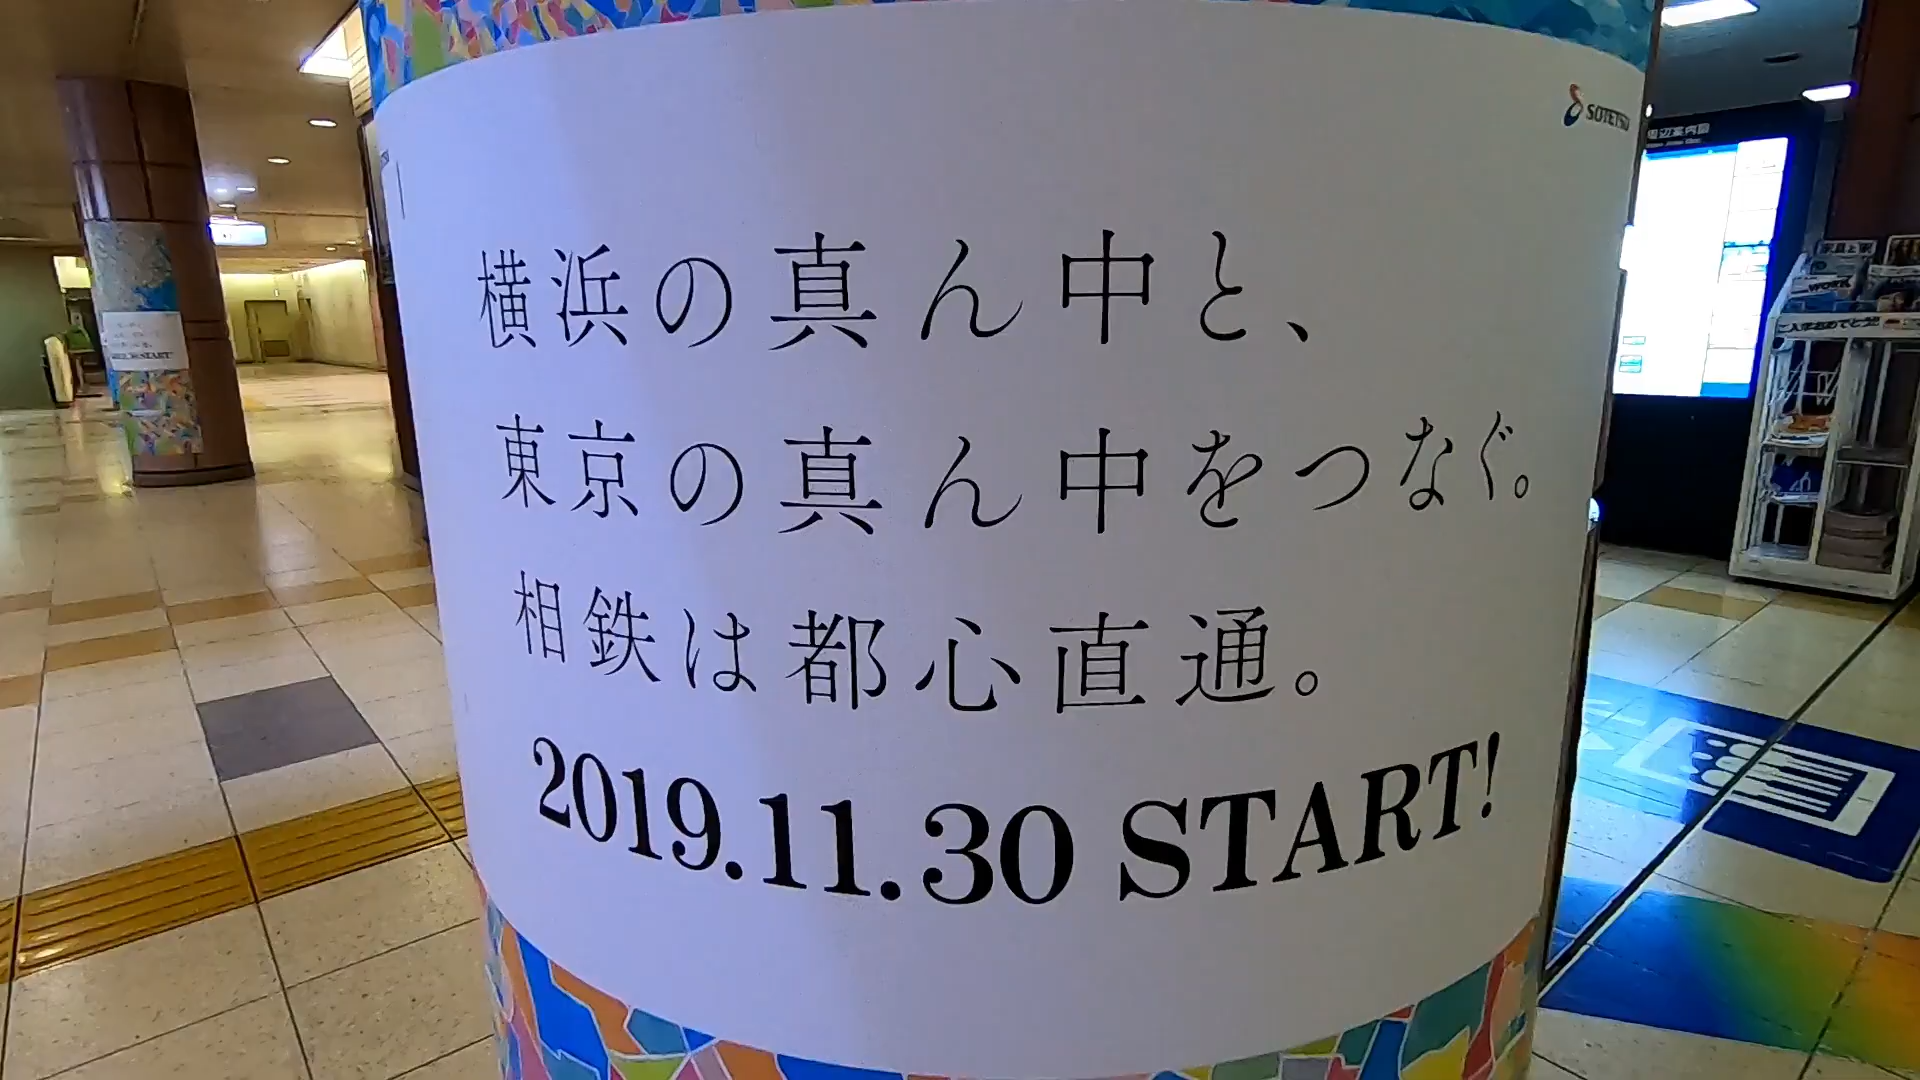 SOTETSU
横浜の真ん中と、
東京の真ん中をつなぐ。
相鉄は都心直通。
2019.11.30 START!